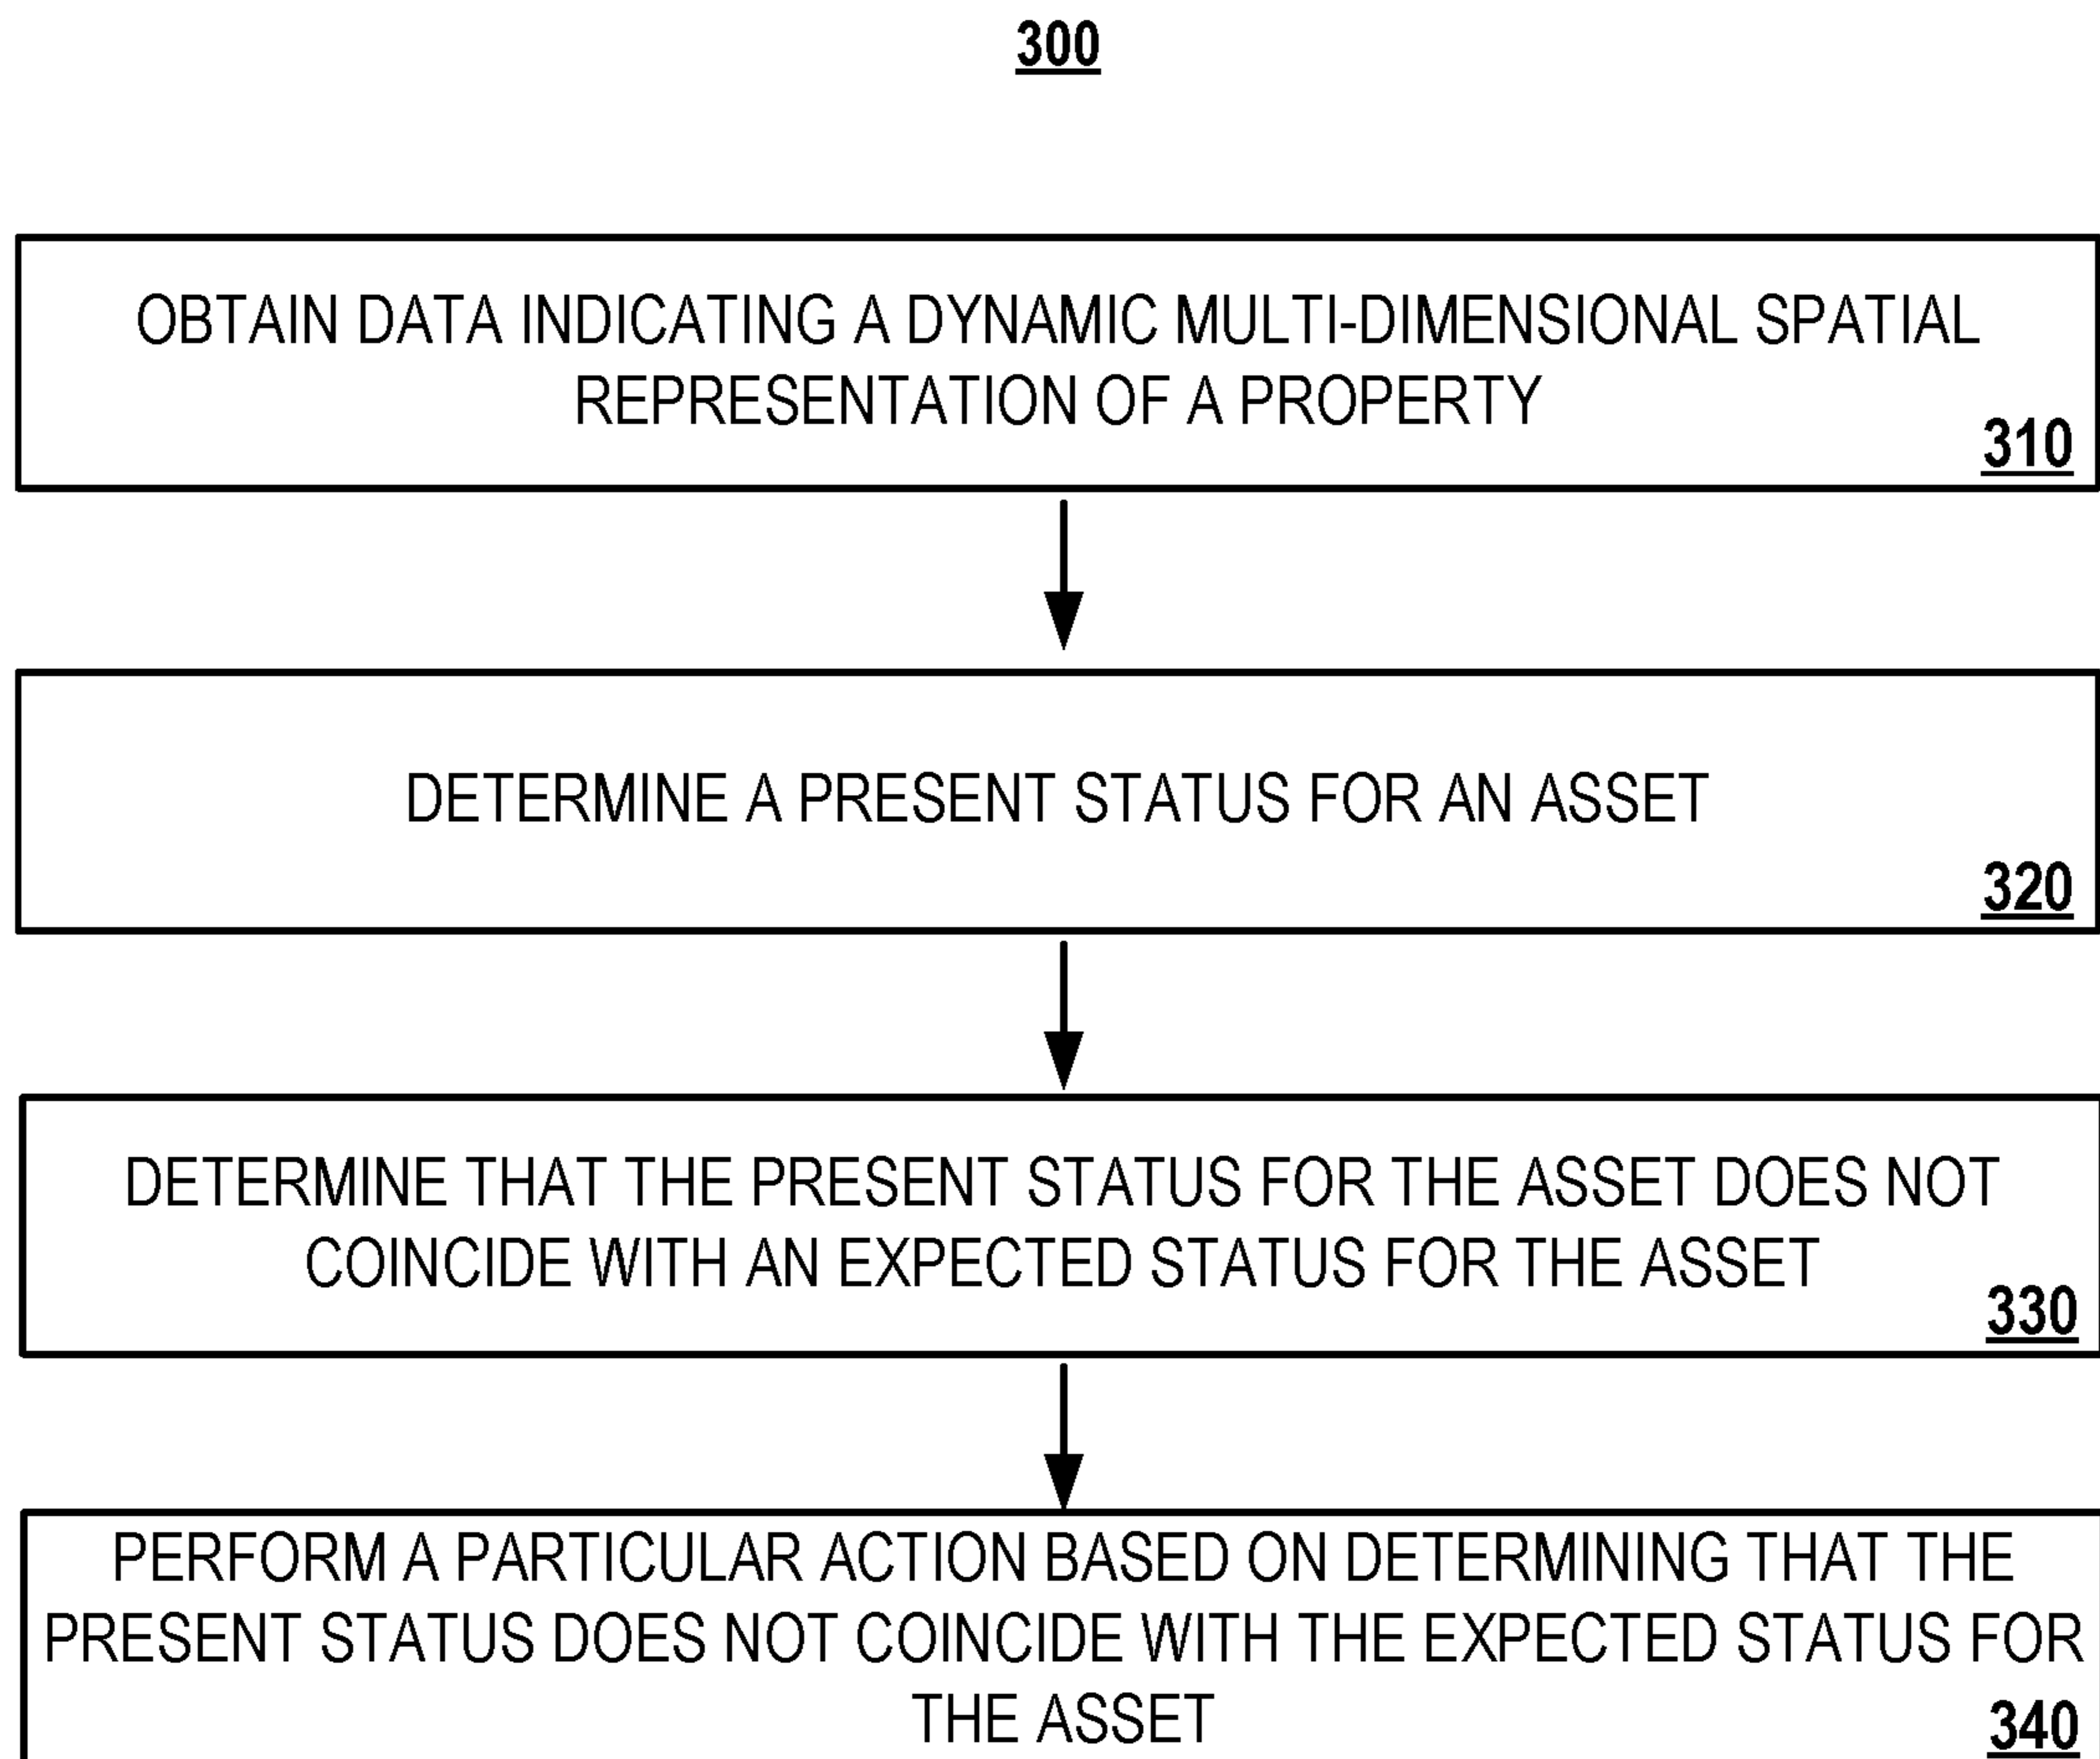 300
OBTAIN DATA INDICATING A DYNAMIC MULTI-DIMENSIONAL SPATIAL
REPRESENTATION OF A PROPERTY
310
DETERMINE A PRESENT STATUS FOR AN ASSET
320
DETERMINE THAT THE PRESENT STATUS FOR THE ASSET DOES NOT
COINCIDE WITH AN EXPECTED STATUS FOR THE ASSET
330
PERFORM A PARTICULAR ACTION BASED ON DETERMINING THAT THE
PRESENT STATUS DOES NOT COINCIDE WITH THE EXPECTED STATUS FOR
THE ASSET
340